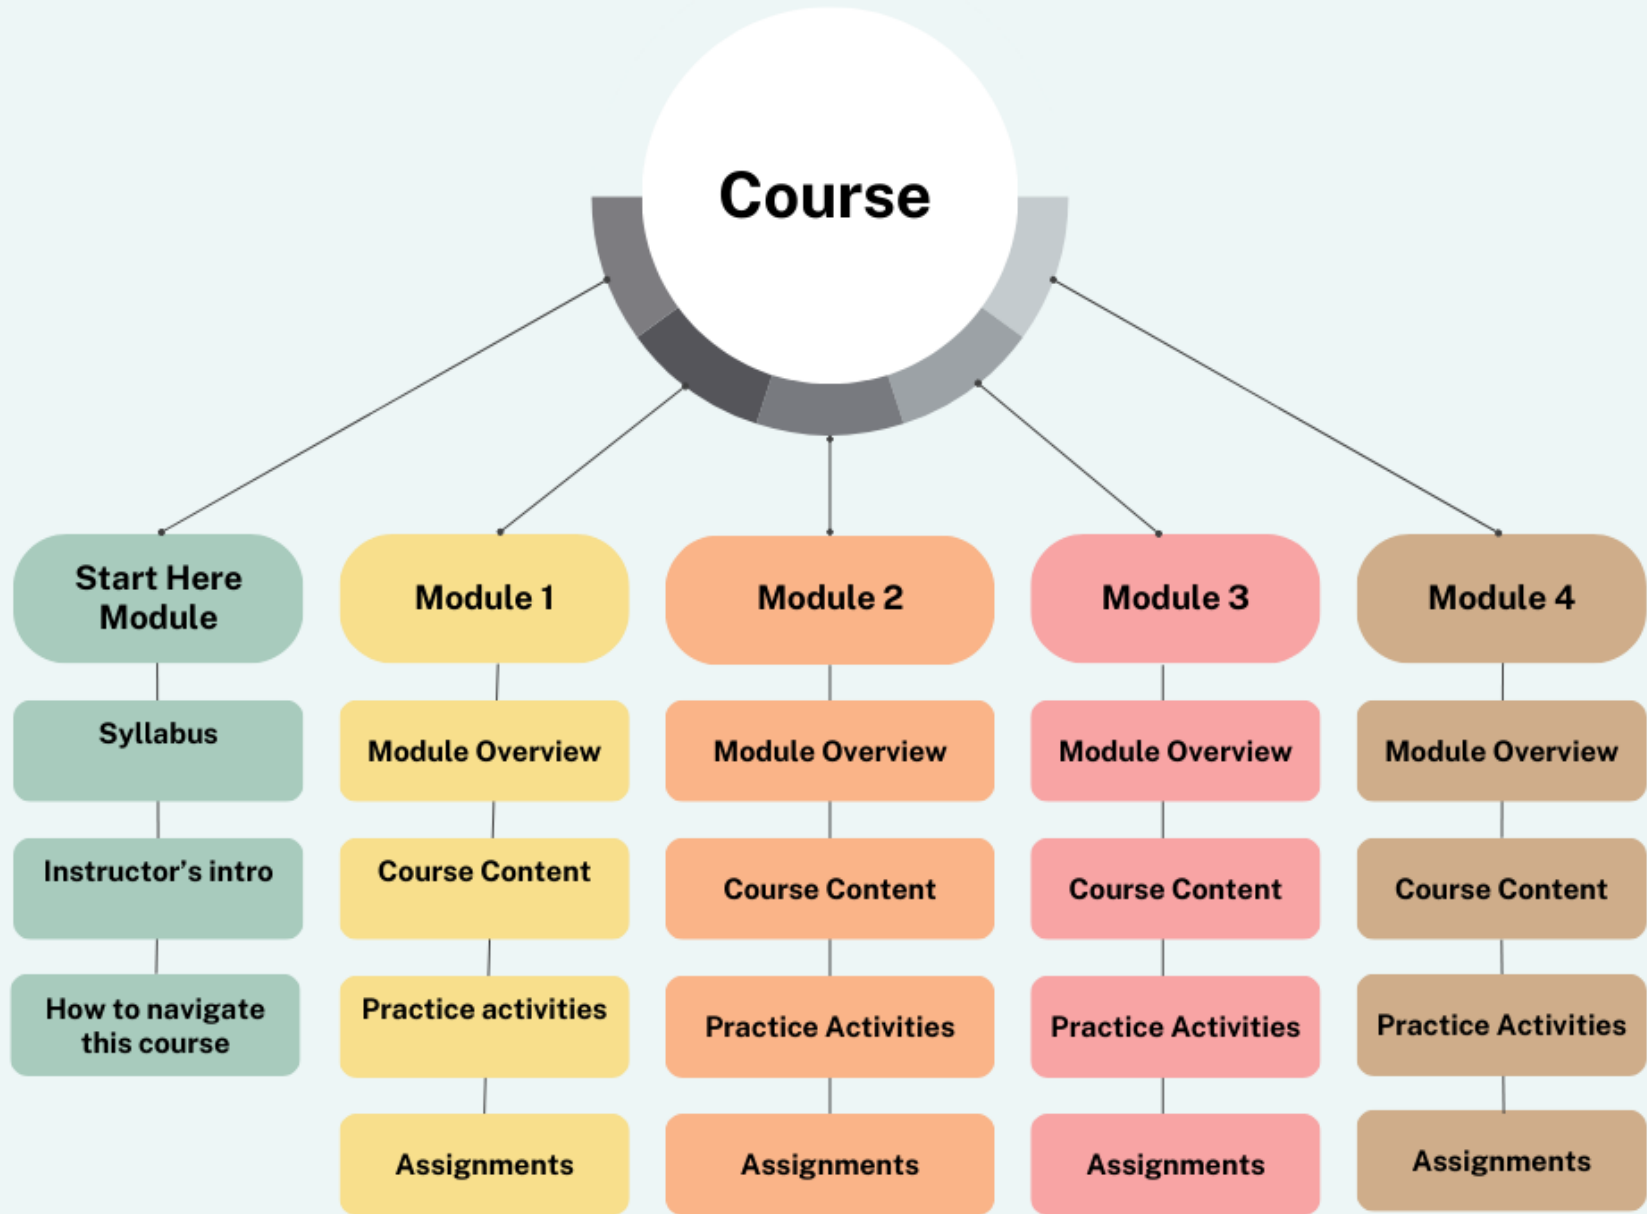 Course
Start Here
Module
Module 1
Module 2
Module 3
Module 4
Syllabus
Module Overview
Module Overview
Module Overview
Module Overview
Instructor’s intro
Course Content
Course Content
Course Content
Course Content
How to navigate
this course
Practice activities
Practice Activities
Practice Activities
Practice Activities
Assignments
Assignments
Assignments
Assignments